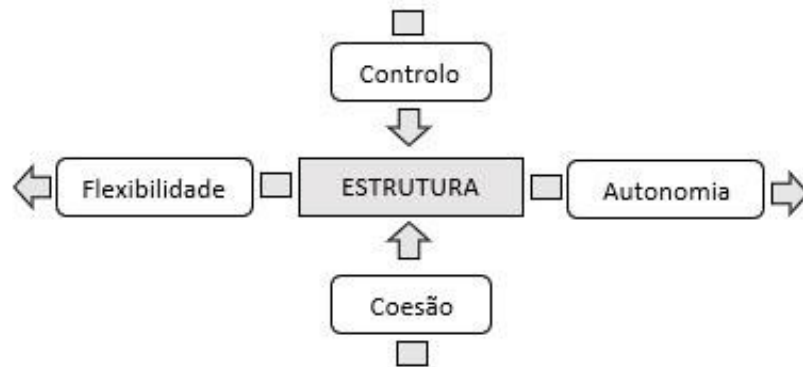 Controlo
Flexibilidade
ESTRUTURA
Autonomia
Coesão